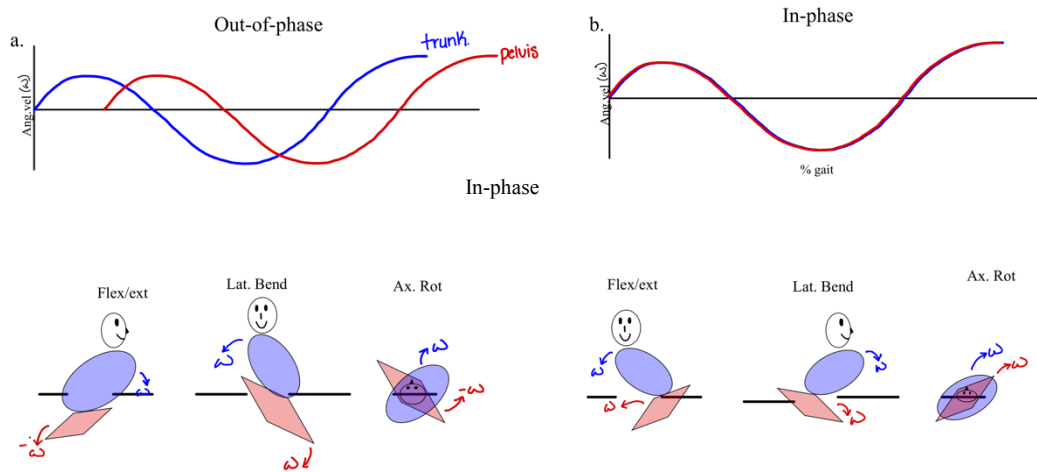 Out-of-phase
a.
trunk.
pelvis
Ang.vel (ω)
In-phase
b.
Ang.vel (ω)
% gait
In-phase
Flex/ext
Lat. Bend
Ax. Rot
ω
-ω
ω
ω
ω
-ω
Flex/ext
Lat. Bend
Ax. Rot
ω
ω
ω
ω
ω
ω